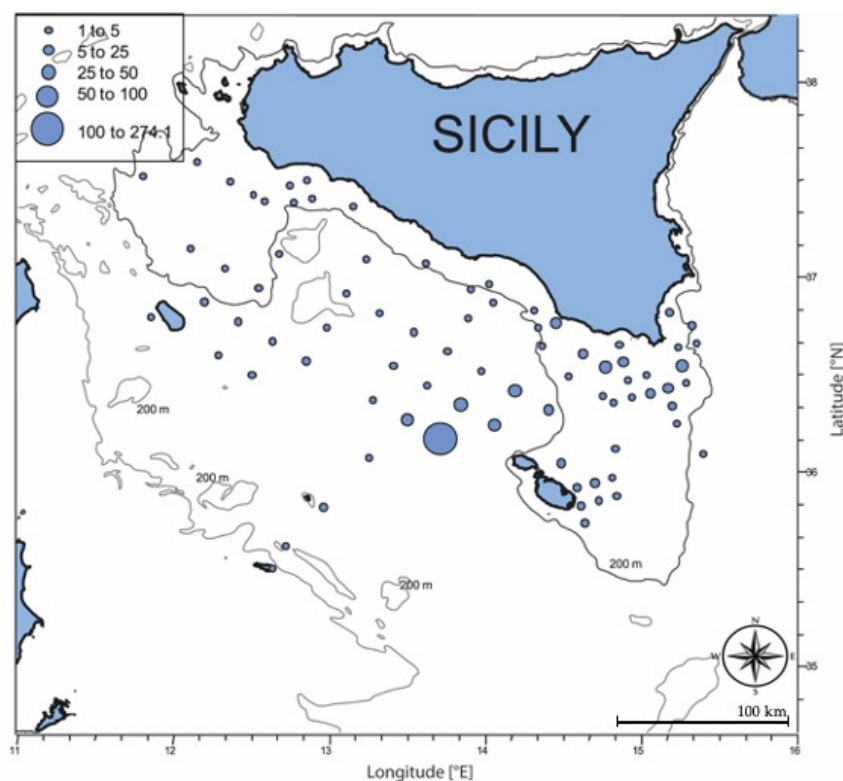 1 to 5
5 to 25
25 to 50
50 to 100
100 to 274.1
SICILY
38
37
36
35
Latitude [°N]
200 m
200 m
200 m
200 m
N
W
E
S
100 km
11
12
13
14
15
16
Longitude [°E]